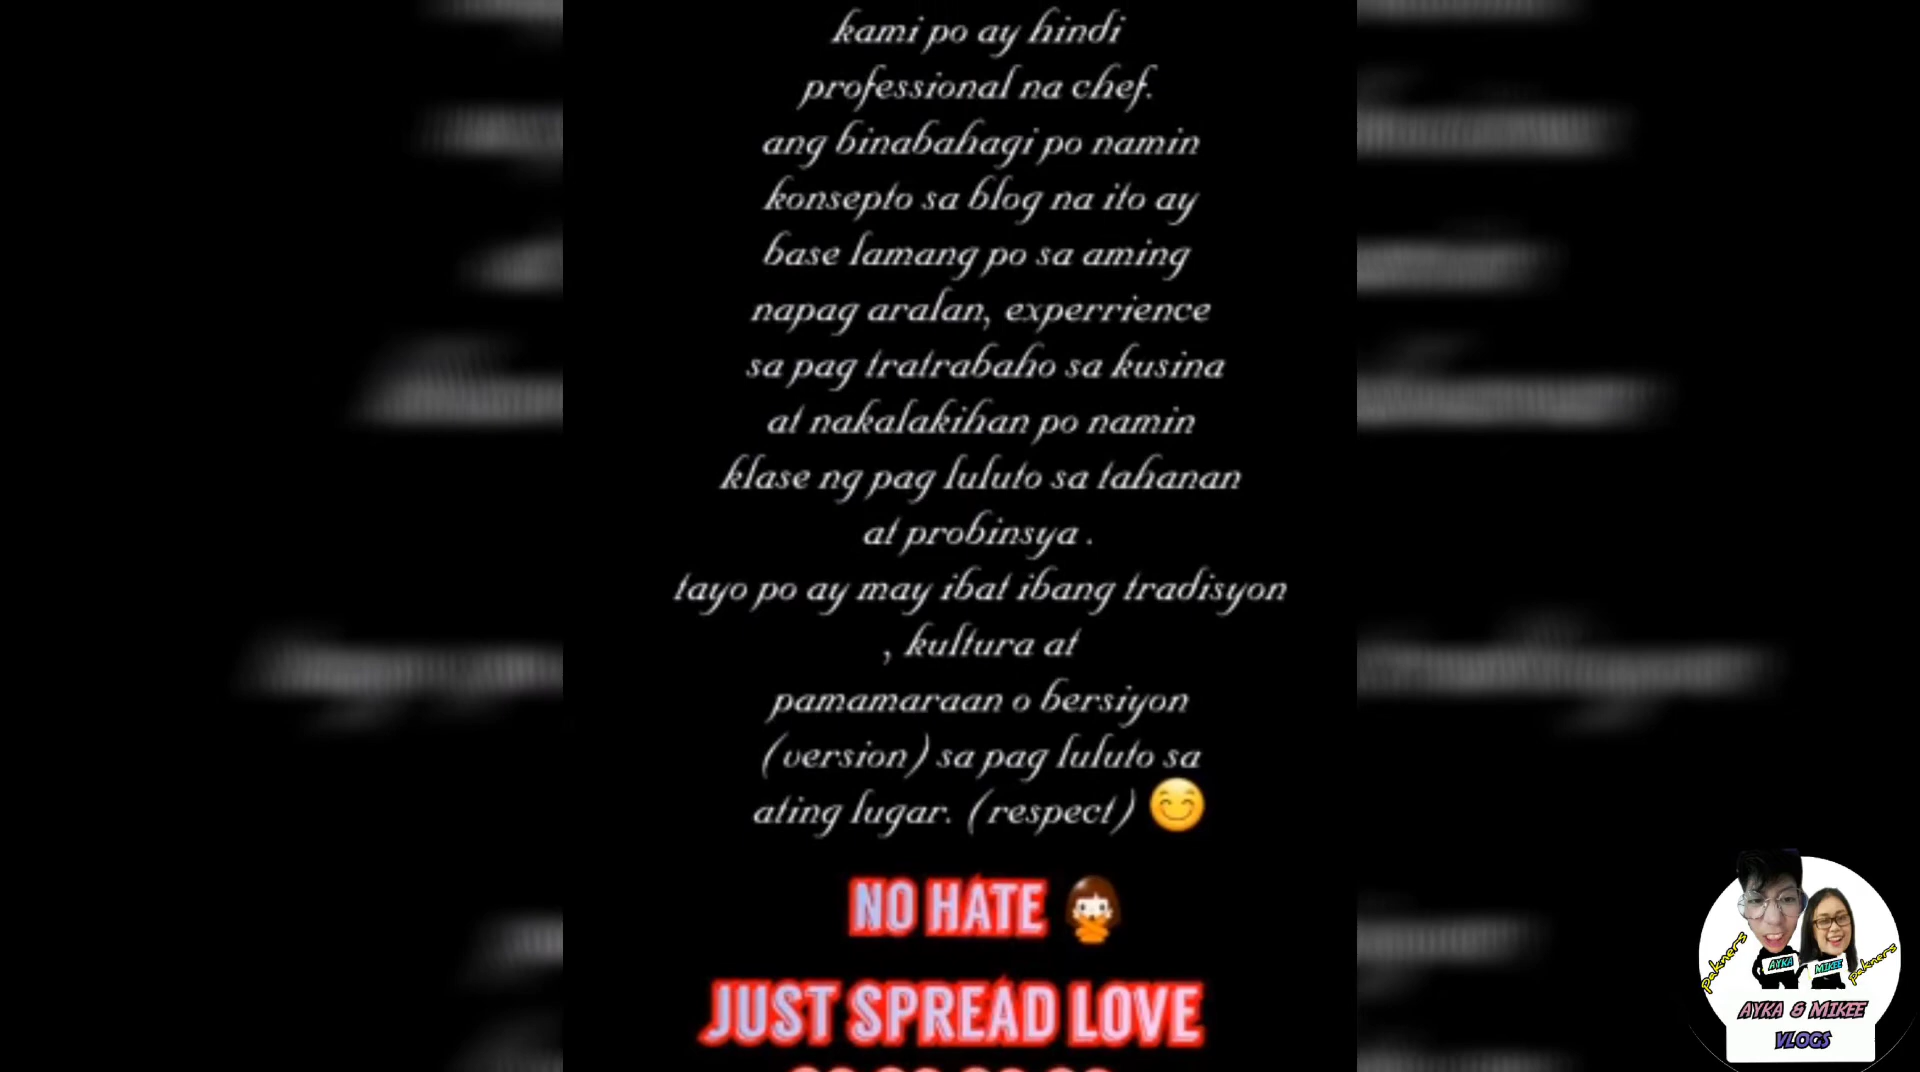 kami po ay hindi
professional na chef.
ang binabahagi po namin
konsepto sa blog na ito ay
base lamang po sa aming
napag aralan, experrience
sa pag tratrabaho sa kusina
at nakalakihan po namin
klase ng pag luluto sa tahanan
at probinsya .
tayo po ay may ibat ibang tradisyon
, kultura at
pamamaraan o bersiyon
(version) sa pag luluto sa
ating lugar. (respect) 😊
NO HATE 🙅
JUST SPREAD LOVE
pakners
pakners
AYKA
MIKEE
AYKA & MIKEE
VLOGS